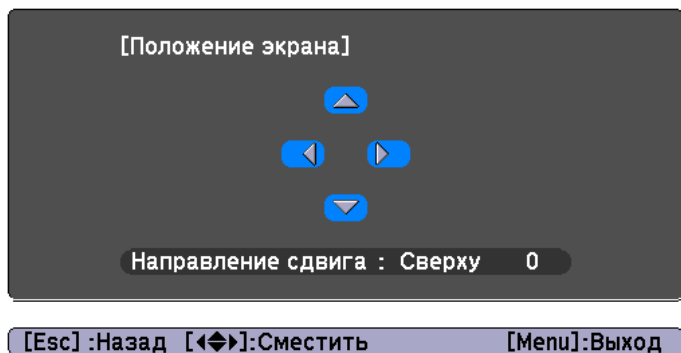 [Положение экрана]
Направление сдвига : Сверху 0
[Esc] :Назад [◂◆▸]:Сместить [Menu]:Выход